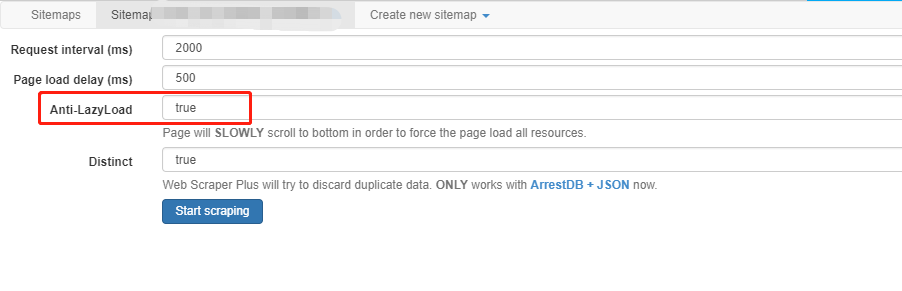 Sitemaps Sitemap Create new sitemap
Request interval (ms) 2000
Page load delay (ms) 500
Anti-LazyLoad true
Page will SLOWLY scroll to bottom in order to force the page load all resources.
Distinct true
Web Scraper Plus will try to discard duplicate data. ONLY works with ArrestDB + JSON now.
Start scraping